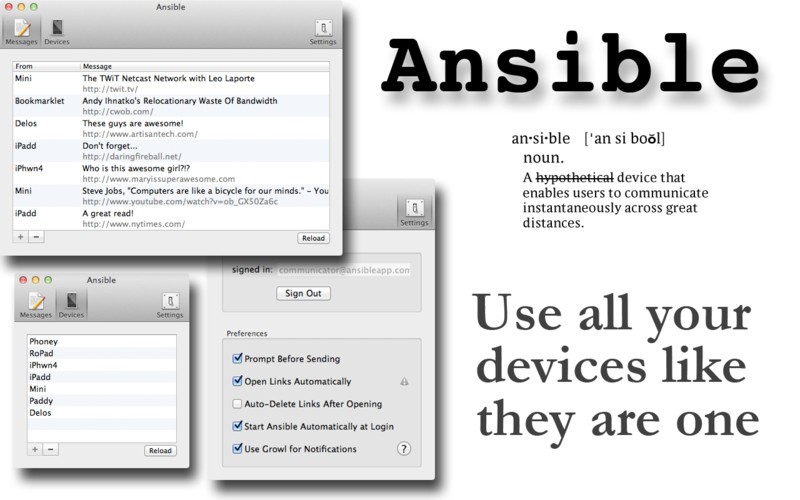 Ansible
Messages Devices Settings
From Message
Mini The TWiT Netcast Network with Leo Laporte
http://twit.tv/
Bookmarklet Andy Ihnatko's Relocationary Waste Of Bandwidth
http://cwob.com/
Delos These guys are awesome!
http://www.artisantech.com/
iPadd Don't forget...
http://daringfireball.net/
iPhwn4 Who is this awesome girl?!?
http://www.maryissuperawesome.com
Mini Steve Jobs, "Computers are like a bicycle for our minds." - You
http://www.youtube.com/watch?v=ob_GX50Za6c
iPadd A great read!
http://www.nytimes.com/
+ − Reload
Ansible
an·si·ble ['an si boōl]
noun.
A hypothetical device that
enables users to communicate
instantaneously across great
distances.
Settings
signed in: communicator@ansibleapp.com
Sign Out
Preferences
Prompt Before Sending
Open Links Automatically
Auto-Delete Links After Opening
Start Ansible Automatically at Login
Use Growl for Notifications ?
Ansible
Messages Devices Settings
Phoney
RoPad
iPhwn4
iPadd
Mini
Paddy
Delos
+ − Reload
Use all your
devices like
they are one